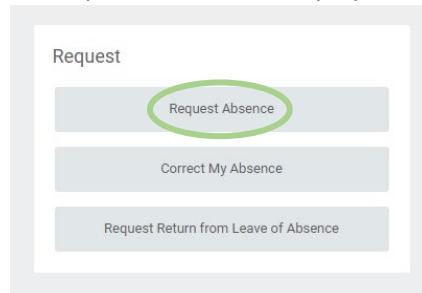 Request
Request Absence
Correct My Absence
Request Return from Leave of Absence